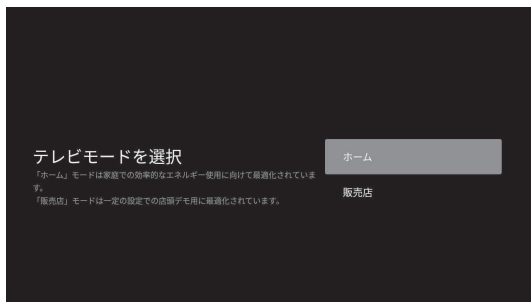 テレビモードを選択
「ホーム」モードは家庭での効率的なエネルギー使用に向けて最適化されていま
す。
「販売店」モードは一定の設定での店頭デモ用に最適化されています。
ホーム
販売店